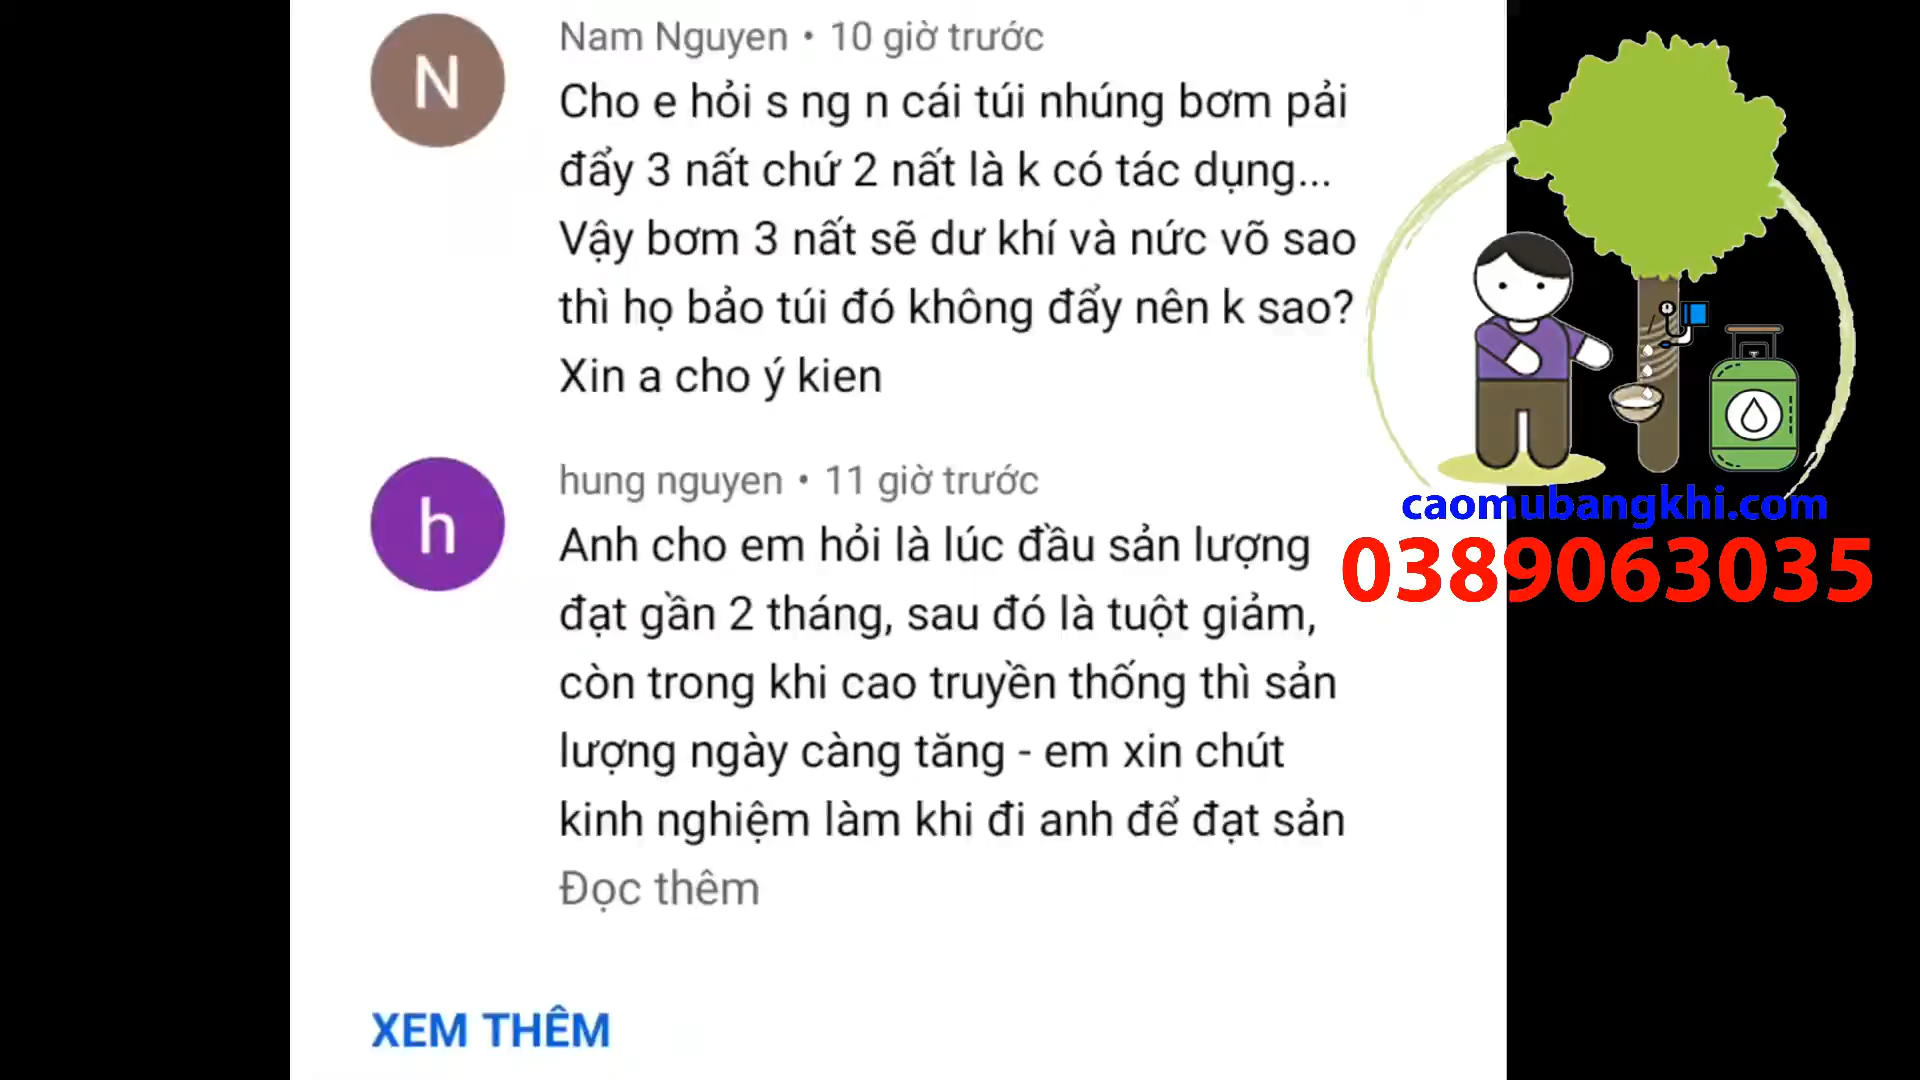 Nam Nguyen • 10 giờ trước
N
Cho e hỏi s ng n cái túi nhúng bơm pải
đẩy 3 nất chứ 2 nất là k có tác dụng...
Vậy bơm 3 nất sẽ dư khí và nức võ sao
thì họ bảo túi đó không đẩy nên k sao?
Xin a cho ý kien
hung nguyen • 11 giờ trước
h
Anh cho em hỏi là lúc đầu sản lượng
đạt gần 2 tháng, sau đó là tuột giảm,
còn trong khi cao truyền thống thì sản
lượng ngày càng tăng - em xin chút
kinh nghiệm làm khi đi anh để đạt sản
Đọc thêm
XEM THÊM
caomubangkhi.com
0389063035